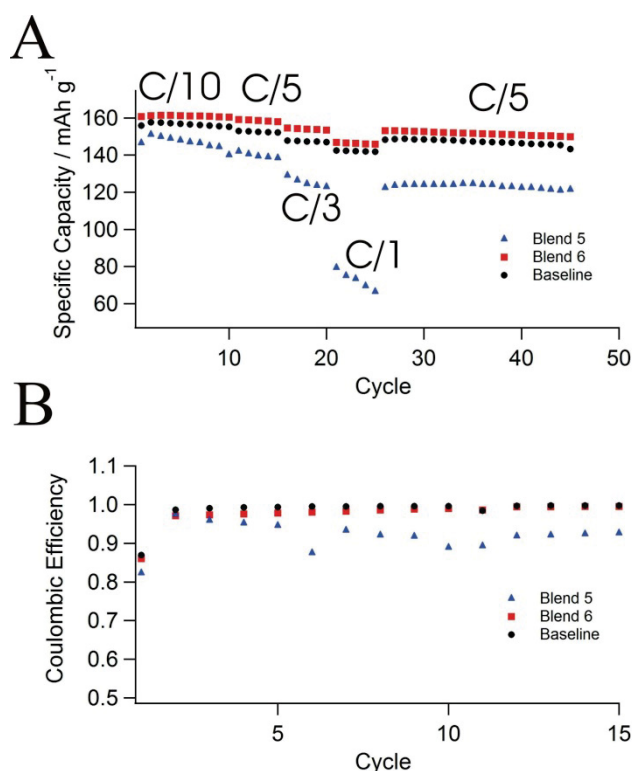 A
C/10
C/5
C/5
C/3
C/1
Specific Capacity / mAh g⁻¹
160
140
120
100
80
60
Blend 5
Blend 6
Baseline
10
20
30
40
50
Cycle
B
Coulombic Efficiency
1.1
1.0
0.9
0.8
0.7
0.6
0.5
Blend 5
Blend 6
Baseline
5
10
15
Cycle